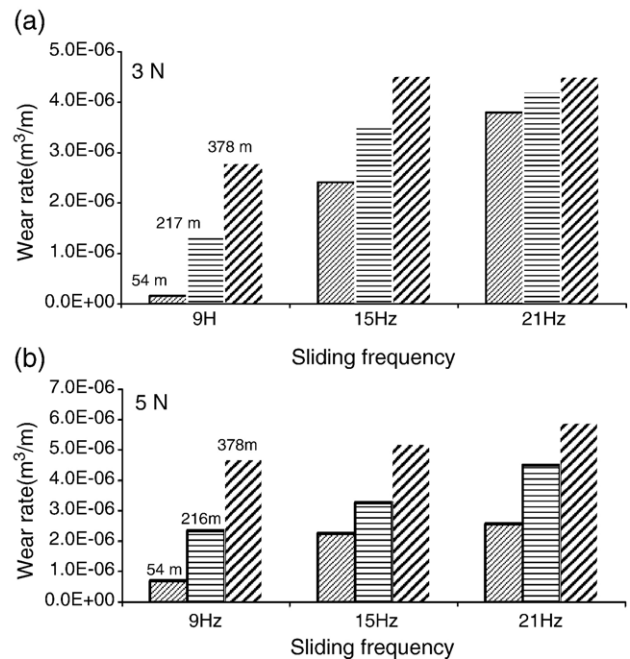 (a)
5.0E-06
3 N
4.0E-06
378 m
3.0E-06
2.0E-06
217 m
1.0E-06
54 m
0.0E+00
Wear rate(m³/m)
9H 15Hz 21Hz
Sliding frequency
(b)
7.0E-06
5 N
6.0E-06
378m
5.0E-06
4.0E-06
3.0E-06
216m
2.0E-06
1.0E-06
54 m
0.0E+00
Wear rate(m³/m)
9Hz 15Hz 21Hz
Sliding frequency